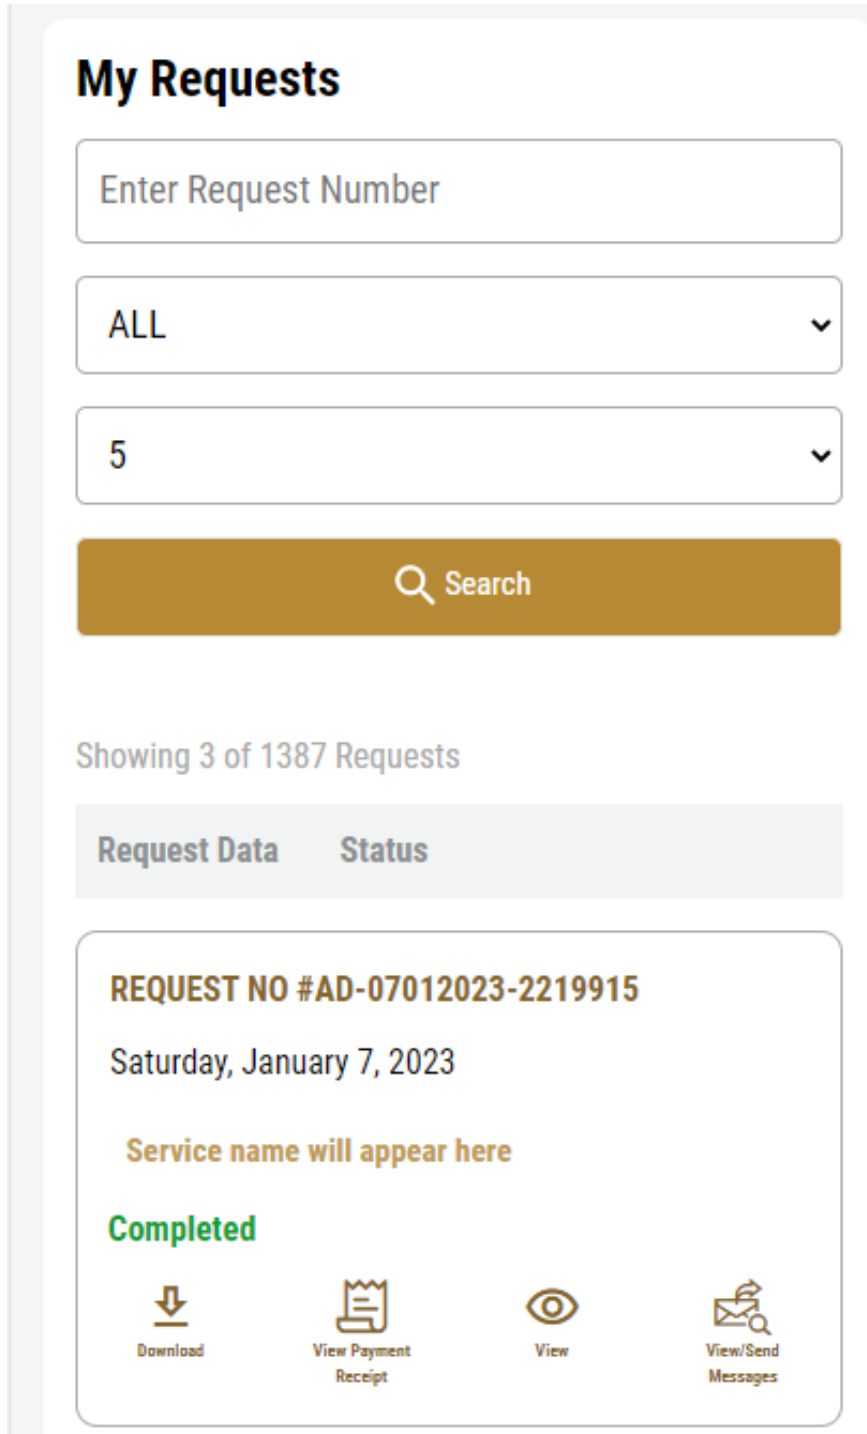 My Requests
Enter Request Number
ALL
5
Search
Showing 3 of 1387 Requests
Request Data Status
REQUEST NO #AD-07012023-2219915
Saturday, January 7, 2023
Service name will appear here
Completed
Download
View Payment
Receipt
View
View/Send
Messages